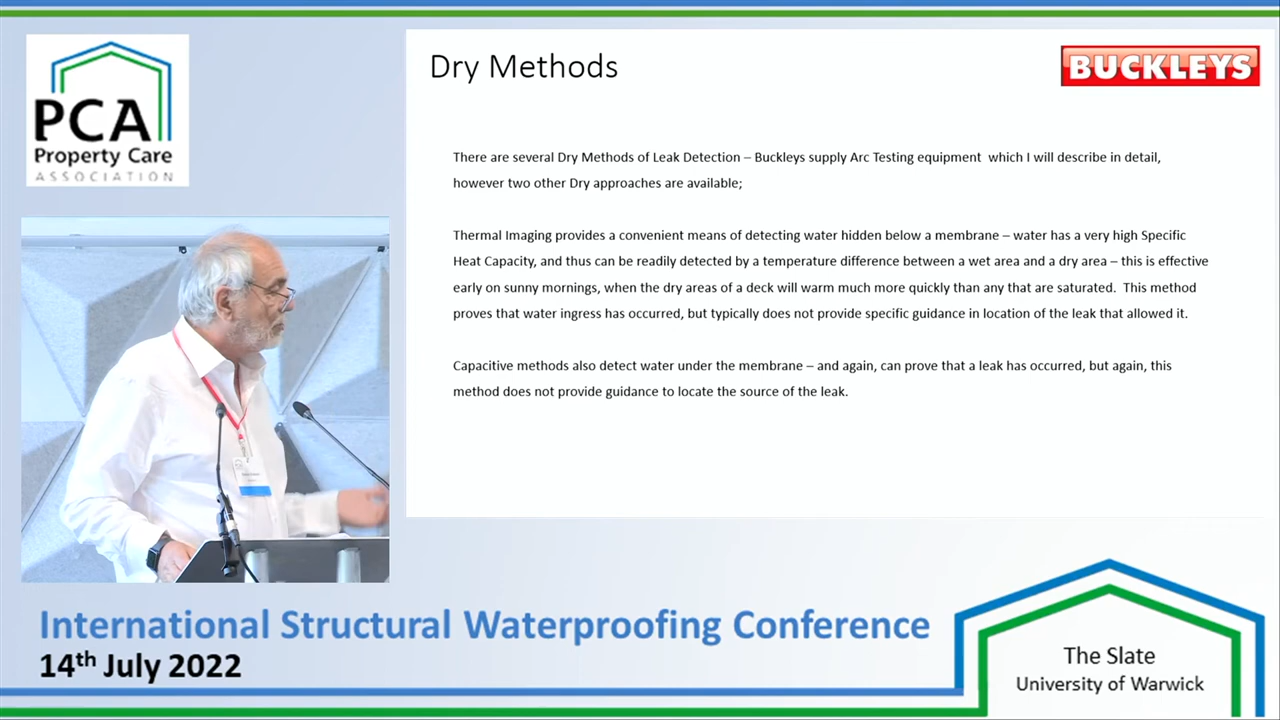 PCA
Property Care
ASSOCIATION
Dry Methods
BUCKLEYS
There are several Dry Methods of Leak Detection – Buckleys supply Arc Testing equipment which I will describe in detail,
however two other Dry approaches are available;
Thermal Imaging provides a convenient means of detecting water hidden below a membrane – water has a very high Specific
Heat Capacity, and thus can be readily detected by a temperature difference between a wet area and a dry area – this is effective
early on sunny mornings, when the dry areas of a deck will warm much more quickly than any that are saturated. This method
proves that water ingress has occurred, but typically does not provide specific guidance in location of the leak that allowed it.
Capacitive methods also detect water under the membrane – and again, can prove that a leak has occurred, but again, this
method does not provide guidance to locate the source of the leak.
International Structural Waterproofing Conference
14th July 2022
The Slate
University of Warwick